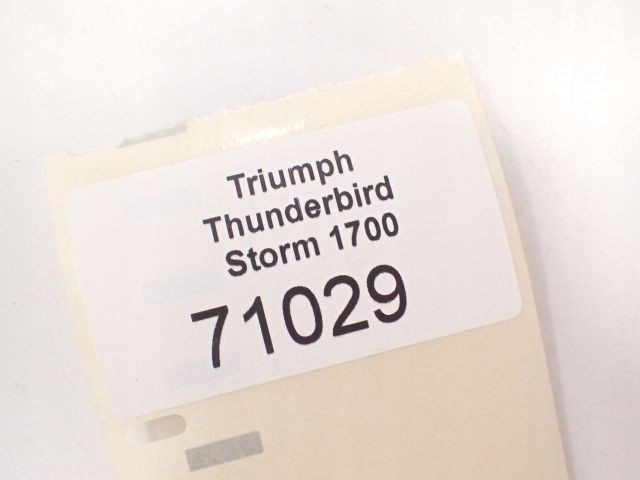 Triumph
Thunderbird
Storm 1700
71029